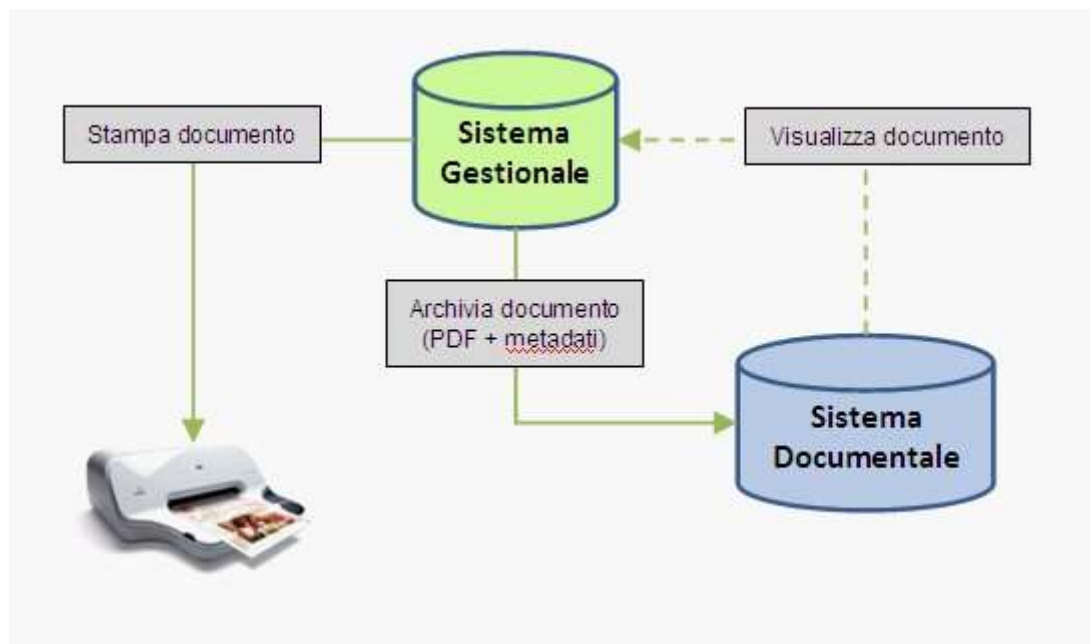 Stampa documento
Sistema
Gestionale
Visualizza documento
Archivia documento
(PDF + metadati)
Sistema
Documentale